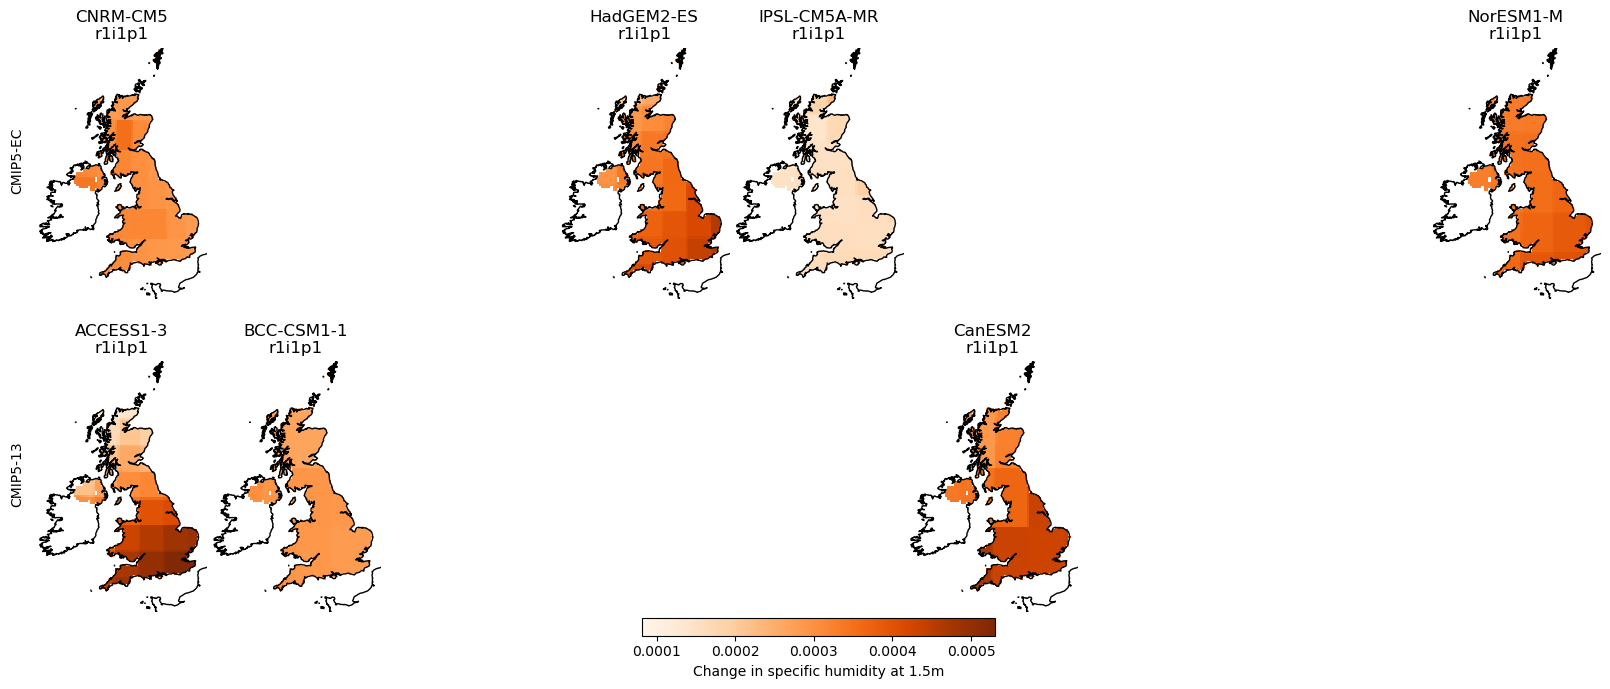 CNRM-CM5
r1i1p1
HadGEM2-ES
r1i1p1
IPSL-CM5A-MR
r1i1p1
NorESM1-M
r1i1p1
CMIP5-EC
ACCESS1-3
r1i1p1
BCC-CSM1-1
r1i1p1
CanESM2
r1i1p1
CMIP5-13
0.0001 0.0002 0.0003 0.0004 0.0005
Change in specific humidity at 1.5m